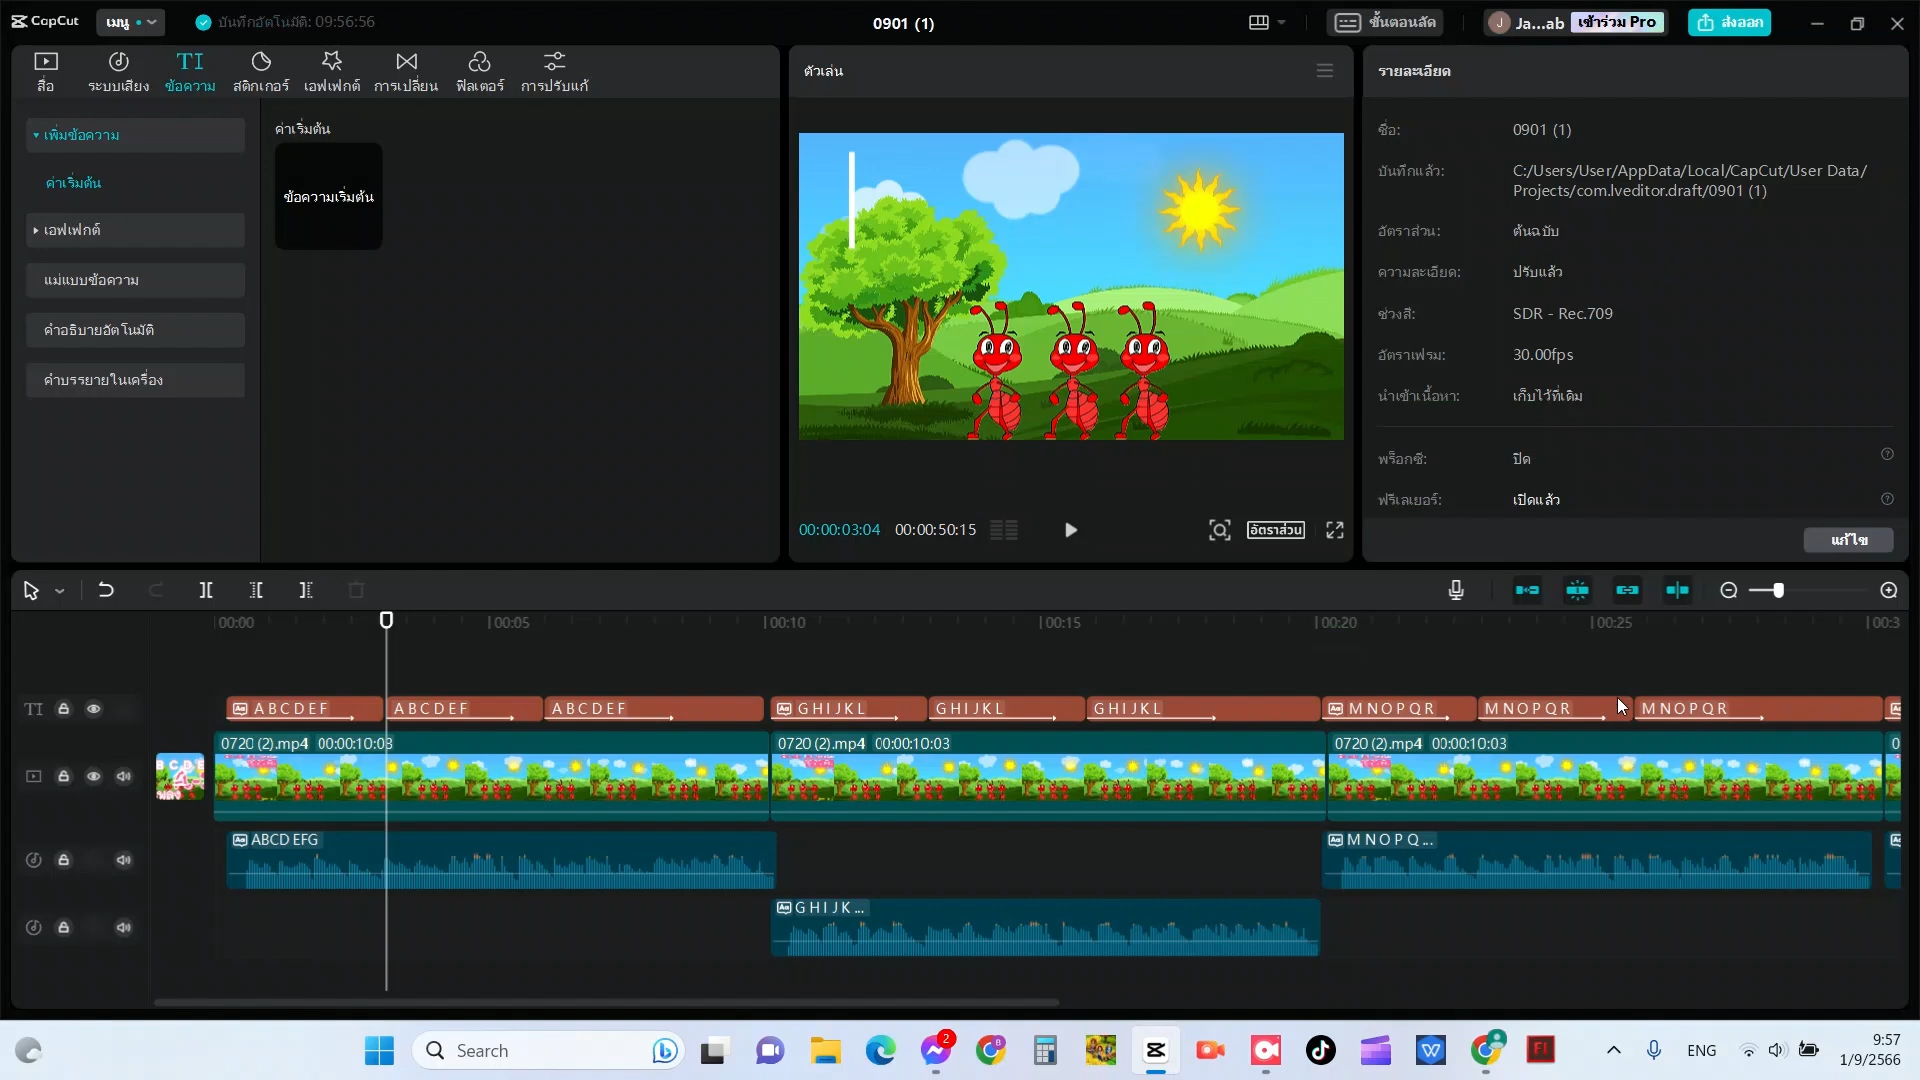 CapCut
เมนู
บันทึกอัตโนมัติ: 09:56:56
0901 (1)
ขั้นตอนลัด
J
Ja...ab
เข้าร่วม Pro
ส่งออก
สื่อ
ระบบเสียง
ข้อความ
สติกเกอร์
เอฟเฟกต์
การเปลี่ยน
ฟิลเตอร์
การปรับแก้
เพิ่มข้อความ
ค่าเริ่มต้น
เอฟเฟกต์
แม่แบบข้อความ
คำอธิบายอัตโนมัติ
คำบรรยายในเครื่อง
ค่าเริ่มต้น
ข้อความเริ่มต้น
ตัวเล่น
00:00:03:04 00:00:50:15
อัตราส่วน
รายละเอียด
ชื่อ: 0901 (1)
บันทึกแล้ว: C:/Users/User/AppData/Local/CapCut/User Data/
Projects/com.lveditor.draft/0901 (1)
อัตราส่วน: ต้นฉบับ
ความละเอียด: ปรับแล้ว
ช่วงสี: SDR - Rec.709
อัตราเฟรม: 30.00fps
นำเข้าเนื้อหา: เก็บไว้ที่เดิม
พร็อกซี: ปิด
ฟรีเลเยอร์: เปิดแล้ว
แก้ไข
00:00 00:05 00:10 00:15 00:20 00:25 00:3
TI A B C D E F A B C D E F A B C D E F G H I J K L G H I J K L G H I J K L M N O P Q R M N O P Q R M N O P Q R
0720 (2).mp4 00:00:10:03 0720 (2).mp4 00:00:10:03 0720 (2).mp4 00:00:10:03 0
ABCD EFG M N O P Q ...
G H I J K ...
Search
2
ENG
9:57
1/9/2566